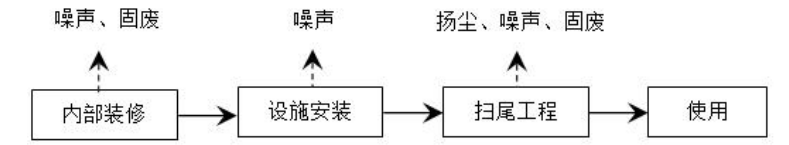 噪声、固废
噪声
扬尘、噪声、固废
内部装修
设施安装
扫尾工程
使用